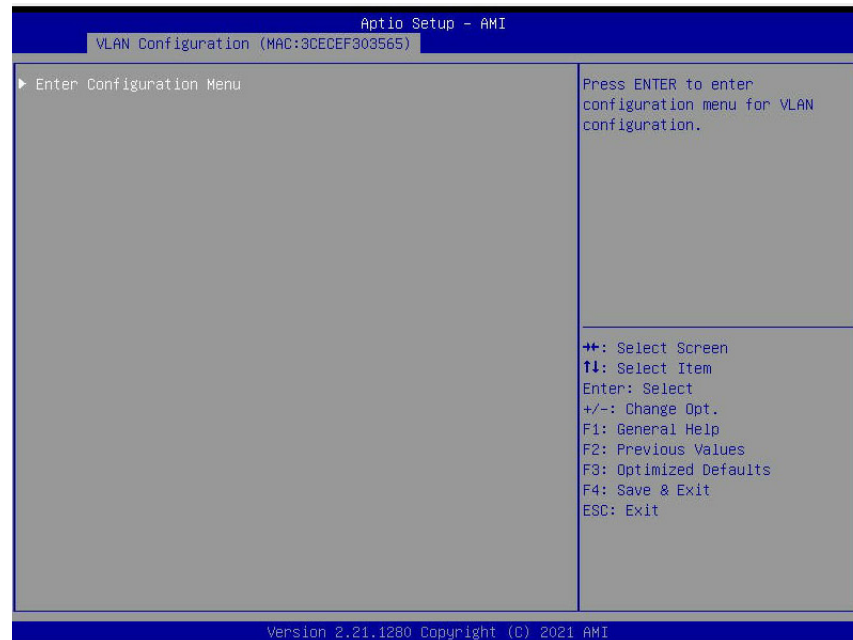 Aptio Setup – AMI
VLAN Configuration (MAC:3CECEF303565)
▶ Enter Configuration Menu
Press ENTER to enter
configuration menu for VLAN
configuration.
→←: Select Screen
↑↓: Select Item
Enter: Select
+/-: Change Opt.
F1: General Help
F2: Previous Values
F3: Optimized Defaults
F4: Save & Exit
ESC: Exit
Version 2.21.1280 Copyright (C) 2021 AMI